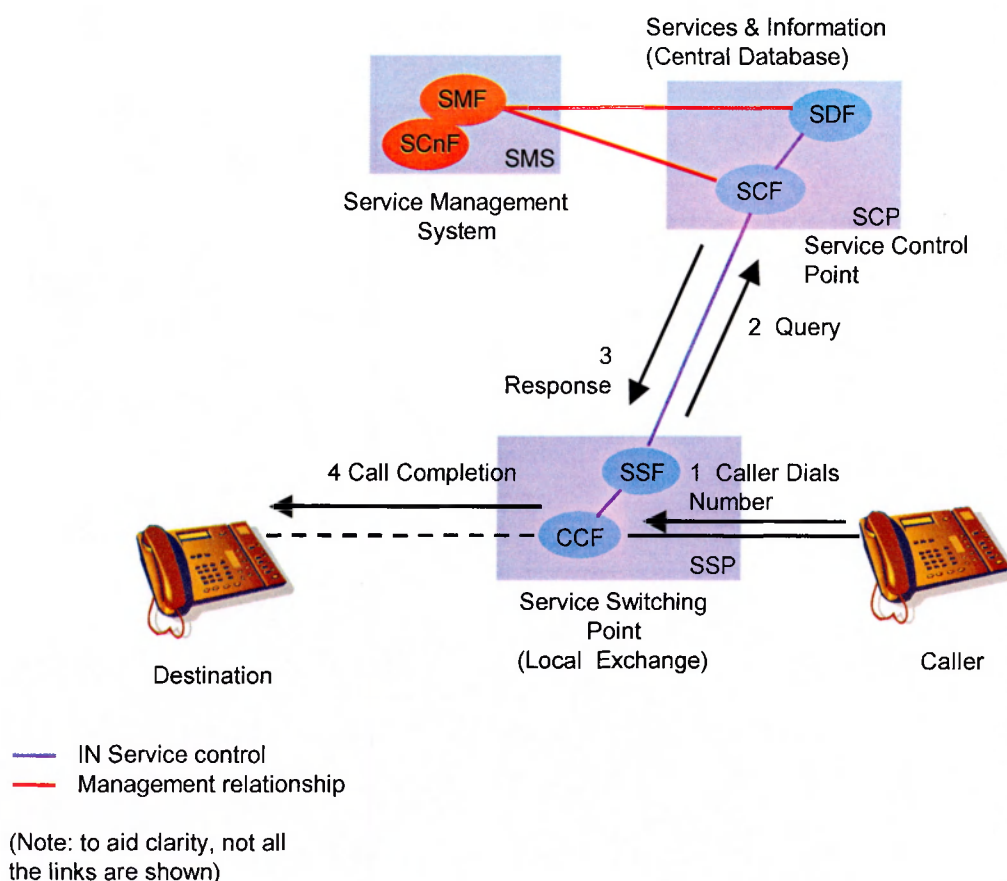 Services & Information
(Central Database)
SMF
SCnF
SMS
SDF
SCF
SCP
Service Management
System
Service Control
Point
2 Query
3
Response
4 Call Completion
SSF
1 Caller Dials
Number
CCF
SSP
Service Switching
Point
(Local Exchange)
Destination
Caller
IN Service control
Management relationship
(Note: to aid clarity, not all
the links are shown)